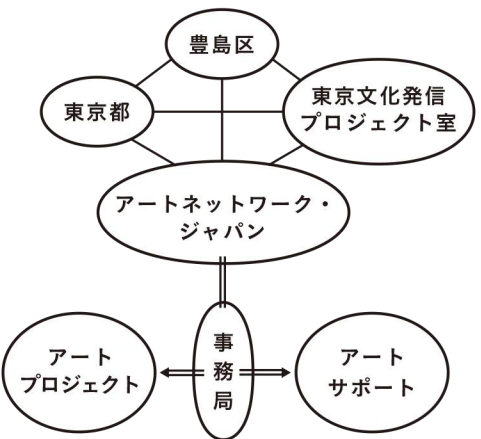 豊島区
東京都
東京文化発信
プロジェクト室
アートネットワーク・
ジャパン
事務局
アート
プロジェクト
アート
サポート